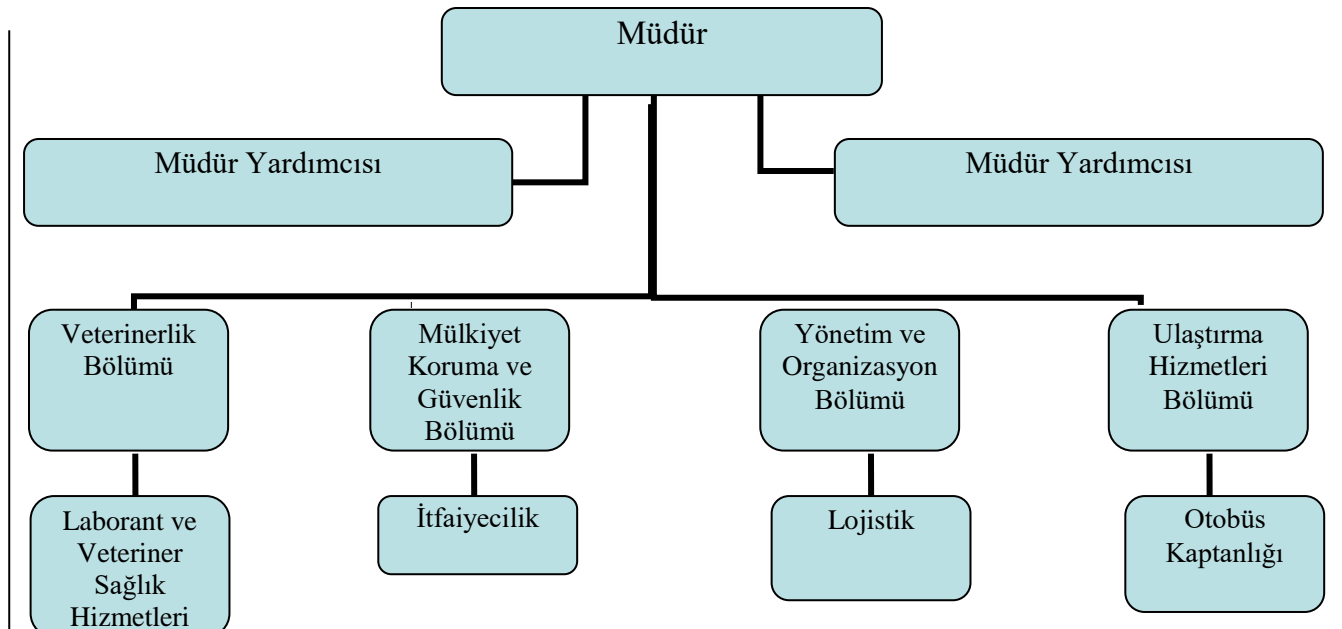 Müdür
Müdür Yardımcısı
Müdür Yardımcısı
Veterinerlik
Bölümü
Mülkiyet
Koruma ve
Güvenlik
Bölümü
Yönetim ve
Organizasyon
Bölümü
Ulaştırma
Hizmetleri
Bölümü
Laborant ve
Veteriner
Sağlık
Hizmetleri
İtfaiyecilik
Lojistik
Otobüs
Kaptanlığı